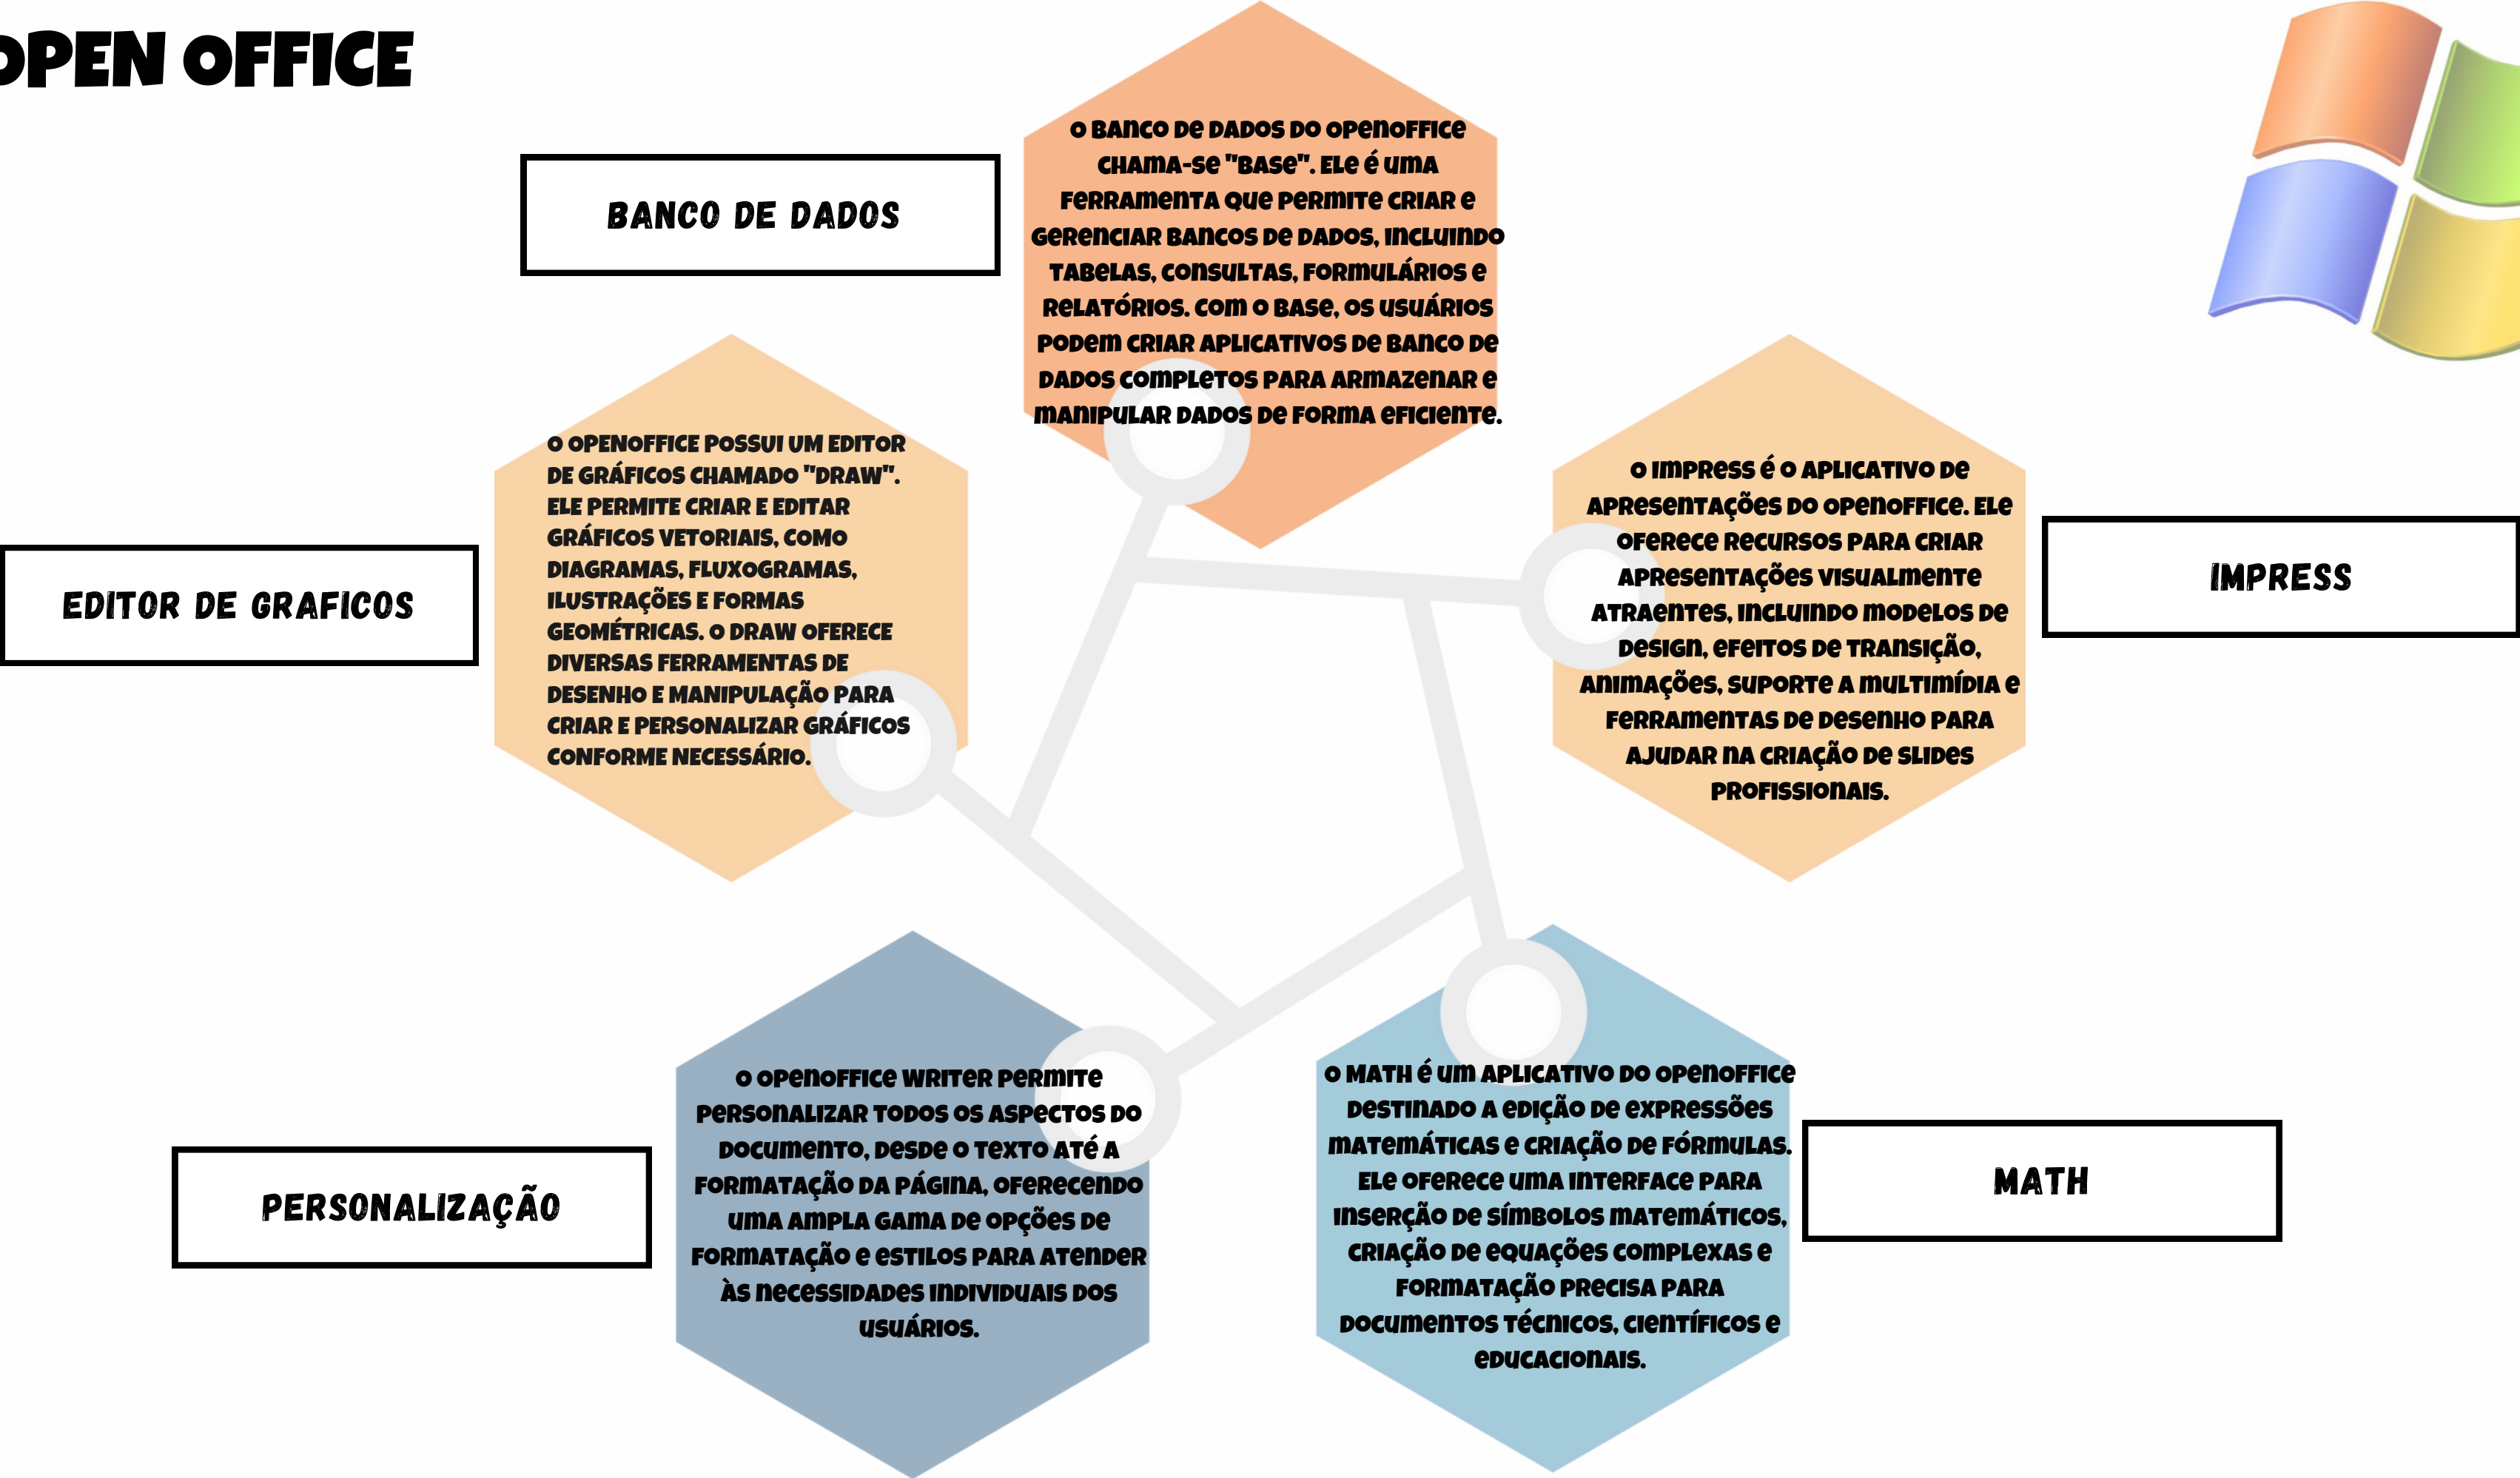 OPEN OFFICE
BANCO DE DADOS
O BANCO DE DADOS DO OPENOFFICE
CHAMA-SE "BASE". ELE É UMA
FERRAMENTA QUE PERMITE CRIAR E
GERENCIAR BANCOS DE DADOS, INCLUINDO
TABELAS, CONSULTAS, FORMULÁRIOS E
RELATÓRIOS. COM O BASE, OS USUÁRIOS
PODEM CRIAR APLICATIVOS DE BANCO DE
DADOS COMPLETOS PARA ARMAZENAR E
MANIPULAR DADOS DE FORMA EFICIENTE.
EDITOR DE GRAFICOS
O OPENOFFICE POSSUI UM EDITOR
DE GRÁFICOS CHAMADO "DRAW".
ELE PERMITE CRIAR E EDITAR
GRÁFICOS VETORIAIS, COMO
DIAGRAMAS, FLUXOGRAMAS,
ILUSTRAÇÕES E FORMAS
GEOMÉTRICAS. O DRAW OFERECE
DIVERSAS FERRAMENTAS DE
DESENHO E MANIPULAÇÃO PARA
CRIAR E PERSONALIZAR GRÁFICOS
CONFORME NECESSÁRIO.
O IMPRESS É O APLICATIVO DE
APRESENTAÇÕES DO OPENOFFICE. ELE
OFERECE RECURSOS PARA CRIAR
APRESENTAÇÕES VISUALMENTE
ATRAENTES, INCLUINDO MODELOS DE
DESIGN, EFEITOS DE TRANSIÇÃO,
ANIMAÇÕES, SUPORTE A MULTIMÍDIA E
FERRAMENTAS DE DESENHO PARA
AJUDAR NA CRIAÇÃO DE SLIDES
PROFISSIONAIS.
IMPRESS
PERSONALIZAÇÃO
O OPENOFFICE WRITER PERMITE
PERSONALIZAR TODOS OS ASPECTOS DO
DOCUMENTO, DESDE O TEXTO ATÉ A
FORMATAÇÃO DA PÁGINA, OFERECENDO
UMA AMPLA GAMA DE OPÇÕES DE
FORMATAÇÃO E ESTILOS PARA ATENDER
ÀS NECESSIDADES INDIVIDUAIS DOS
USUÁRIOS.
O MATH É UM APLICATIVO DO OPENOFFICE
DESTINADO A EDIÇÃO DE EXPRESSÕES
MATEMÁTICAS E CRIAÇÃO DE FÓRMULAS.
ELE OFERECE UMA INTERFACE PARA
INSERÇÃO DE SÍMBOLOS MATEMÁTICOS,
CRIAÇÃO DE EQUAÇÕES COMPLEXAS E
FORMATAÇÃO PRECISA PARA
DOCUMENTOS TÉCNICOS, CIENTÍFICOS E
EDUCACIONAIS.
MATH